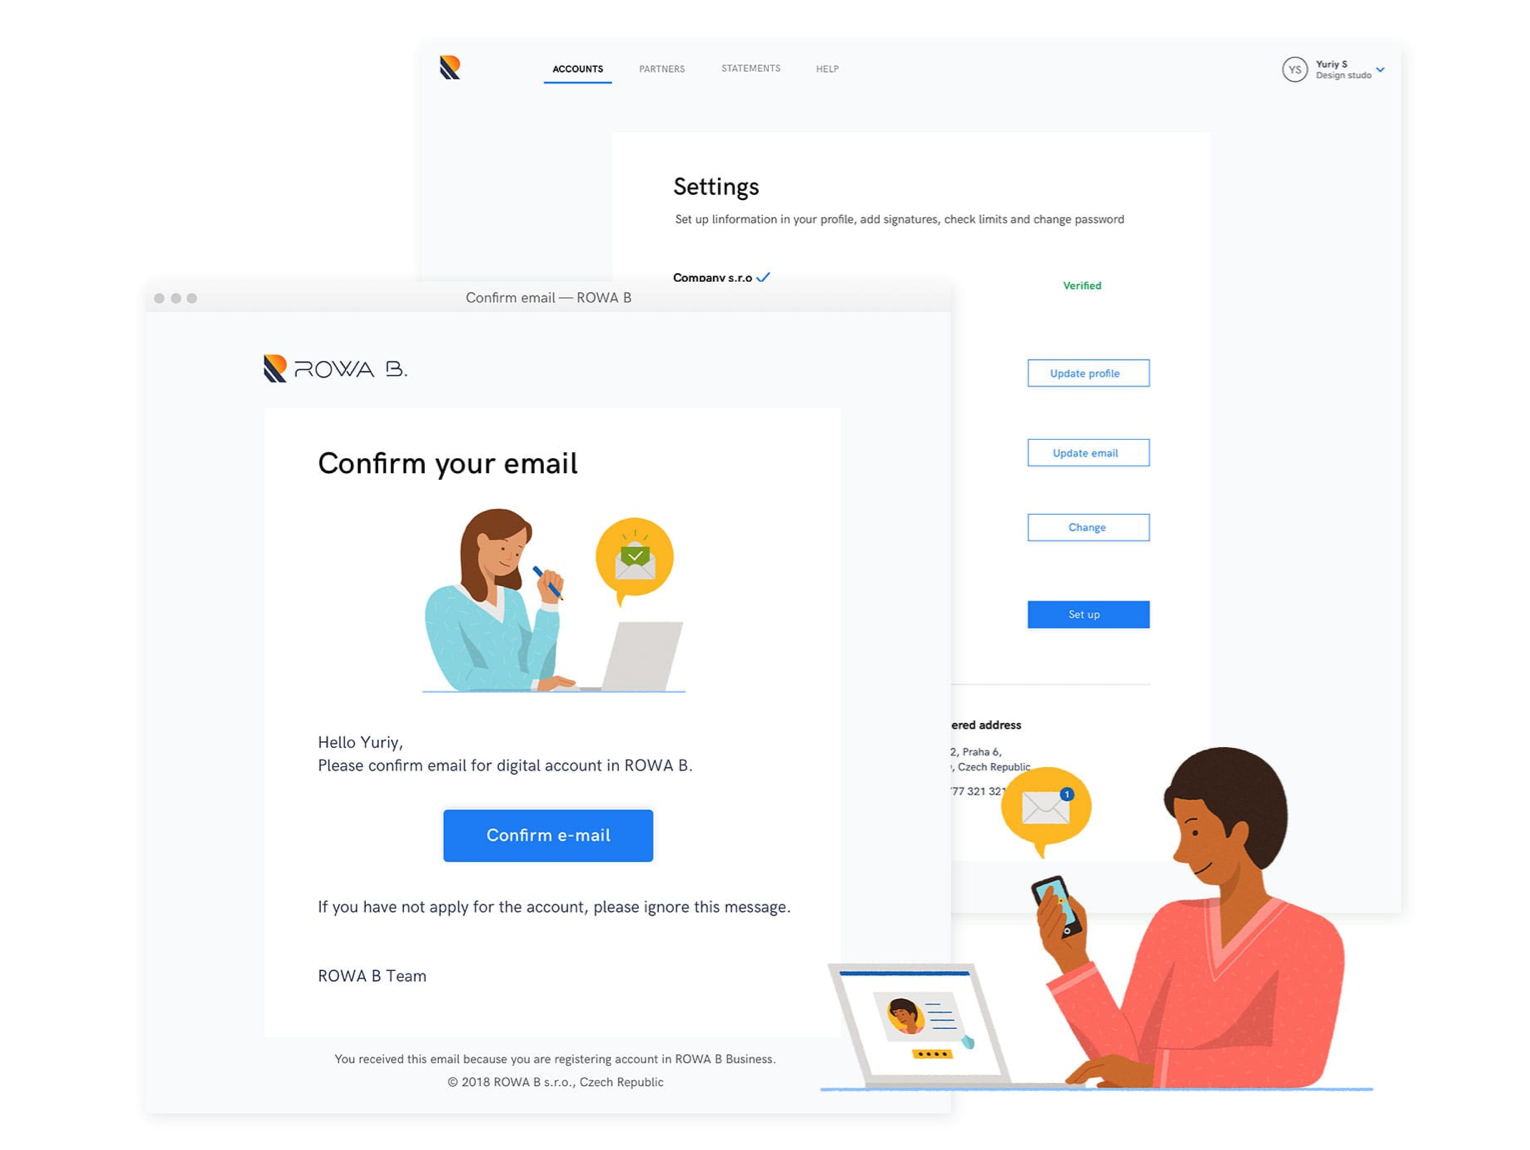 ACCOUNTS
PARTNERS
STATEMENTS
HELP
YS
Yuriy S
Design studo
Settings
Set up linformation in your profile, add signatures, check limits and change password
Company s.r.o
Verified
Update profile
Update email
Change
Set up
ered address
2, Praha 6,
, Czech Republic
77 321 321
1
Confirm email — ROWA B
ROWA B.
Confirm your email
Hello Yuriy,
Please confirm email for digital account in ROWA B.
Confirm e-mail
If you have not apply for the account, please ignore this message.
ROWA B Team
You received this email because you are registering account in ROWA B Business.
© 2018 ROWA B s.r.o., Czech Republic